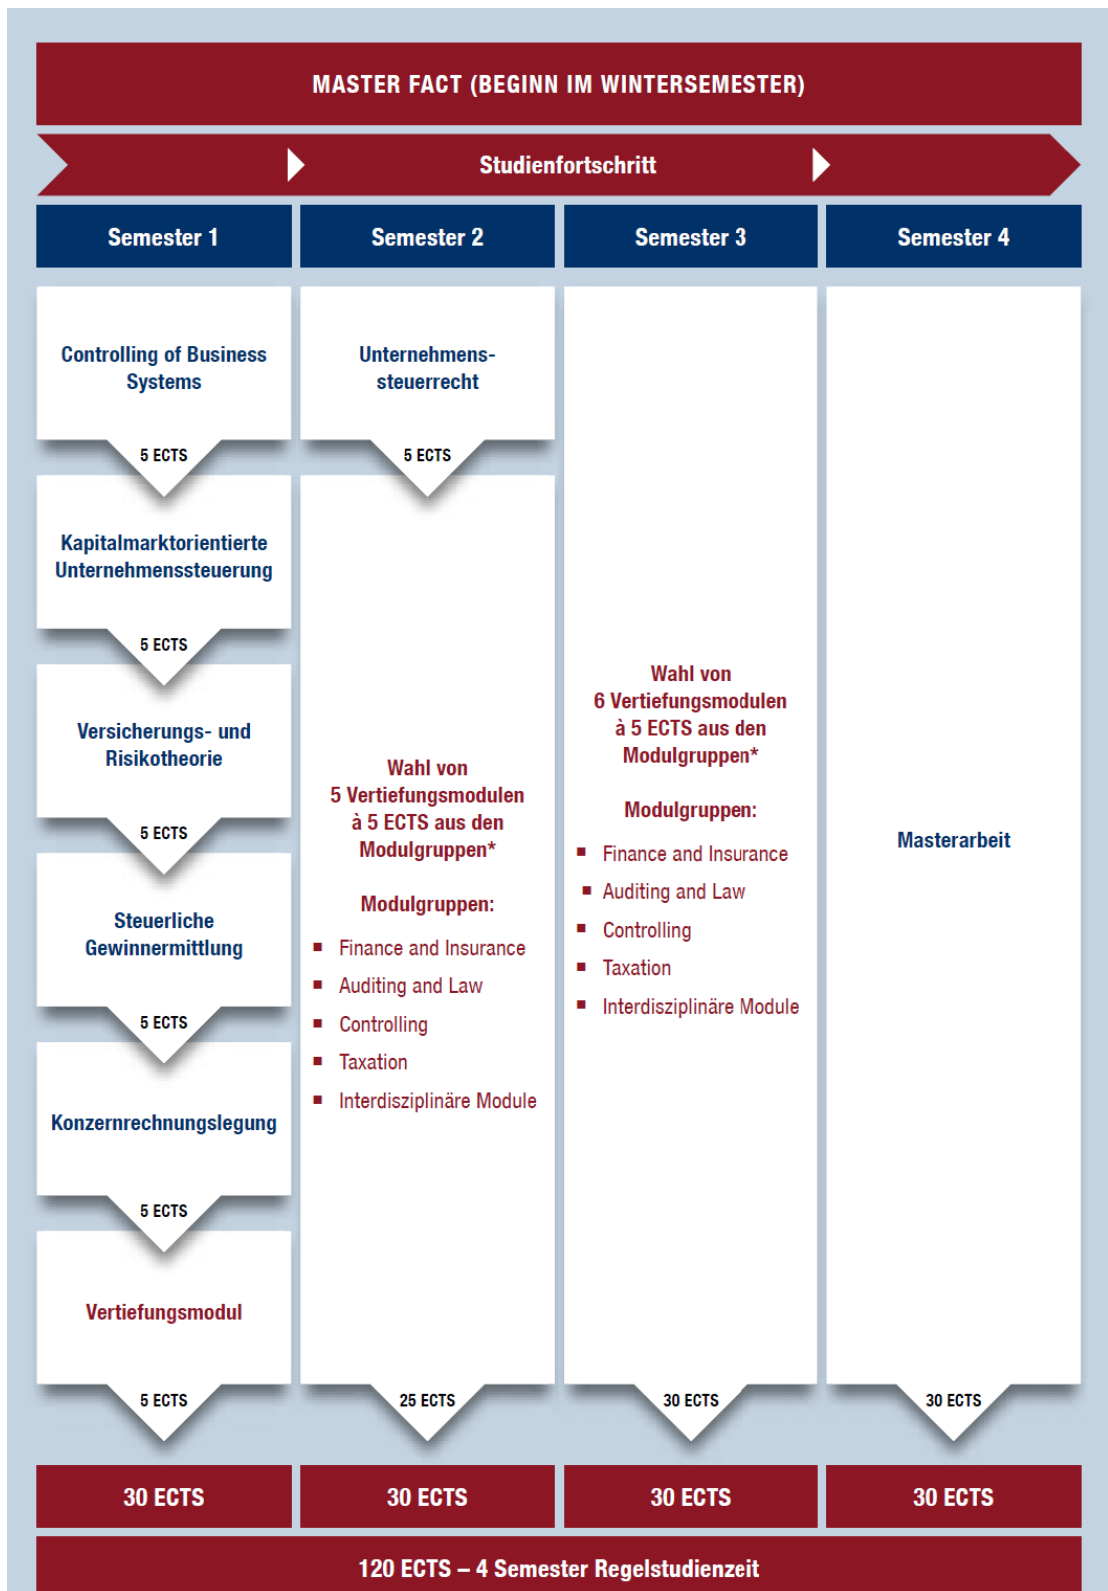 MASTER FACT (BEGINN IM WINTERSEMESTER)
Studienfortschritt
Semester 1
Controlling of Business
Systems
5 ECTS
Kapitalmarktorientierte
Unternehmenssteuerung
5 ECTS
Versicherungs- und
Risikotheorie
5 ECTS
Steuerliche
Gewinnermittlung
5 ECTS
Konzernrechnungslegung
5 ECTS
Vertiefungsmodul
5 ECTS
30 ECTS
Semester 2
Unternehmens-
steuerrecht
5 ECTS
Wahl von
5 Vertiefungsmodulen
à 5 ECTS aus den
Modulgruppen*
Modulgruppen:
■ Finance and Insurance
■ Auditing and Law
■ Controlling
■ Taxation
■ Interdisziplinäre Module
25 ECTS
30 ECTS
Semester 3
Wahl von
6 Vertiefungsmodulen
à 5 ECTS aus den
Modulgruppen*
Modulgruppen:
■ Finance and Insurance
■ Auditing and Law
■ Controlling
■ Taxation
■ Interdisziplinäre Module
30 ECTS
30 ECTS
Semester 4
Masterarbeit
30 ECTS
30 ECTS
120 ECTS – 4 Semester Regelstudienzeit